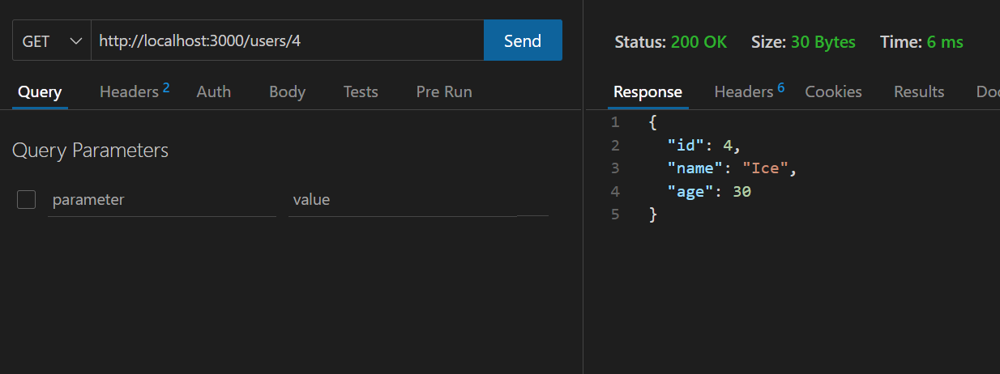 GET http://localhost:3000/users/4 Send
Query Headers 2 Auth Body Tests Pre Run
Query Parameters
parameter value
Status: 200 OK Size: 30 Bytes Time: 6 ms
Response Headers 6 Cookies Results Doc
1 {
2 "id": 4,
3 "name": "Ice",
4 "age": 30
5 }